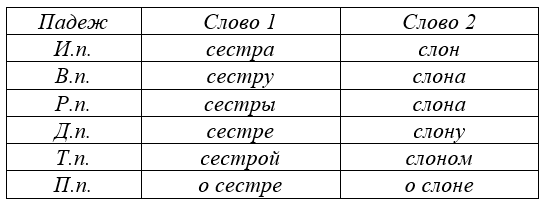 Падеж Слово 1 Слово 2
И.п. сестра слон
В.п. сестру слона
Р.п. сестры слона
Д.п. сестре слону
Т.п. сестрой слоном
П.п. о сестре о слоне